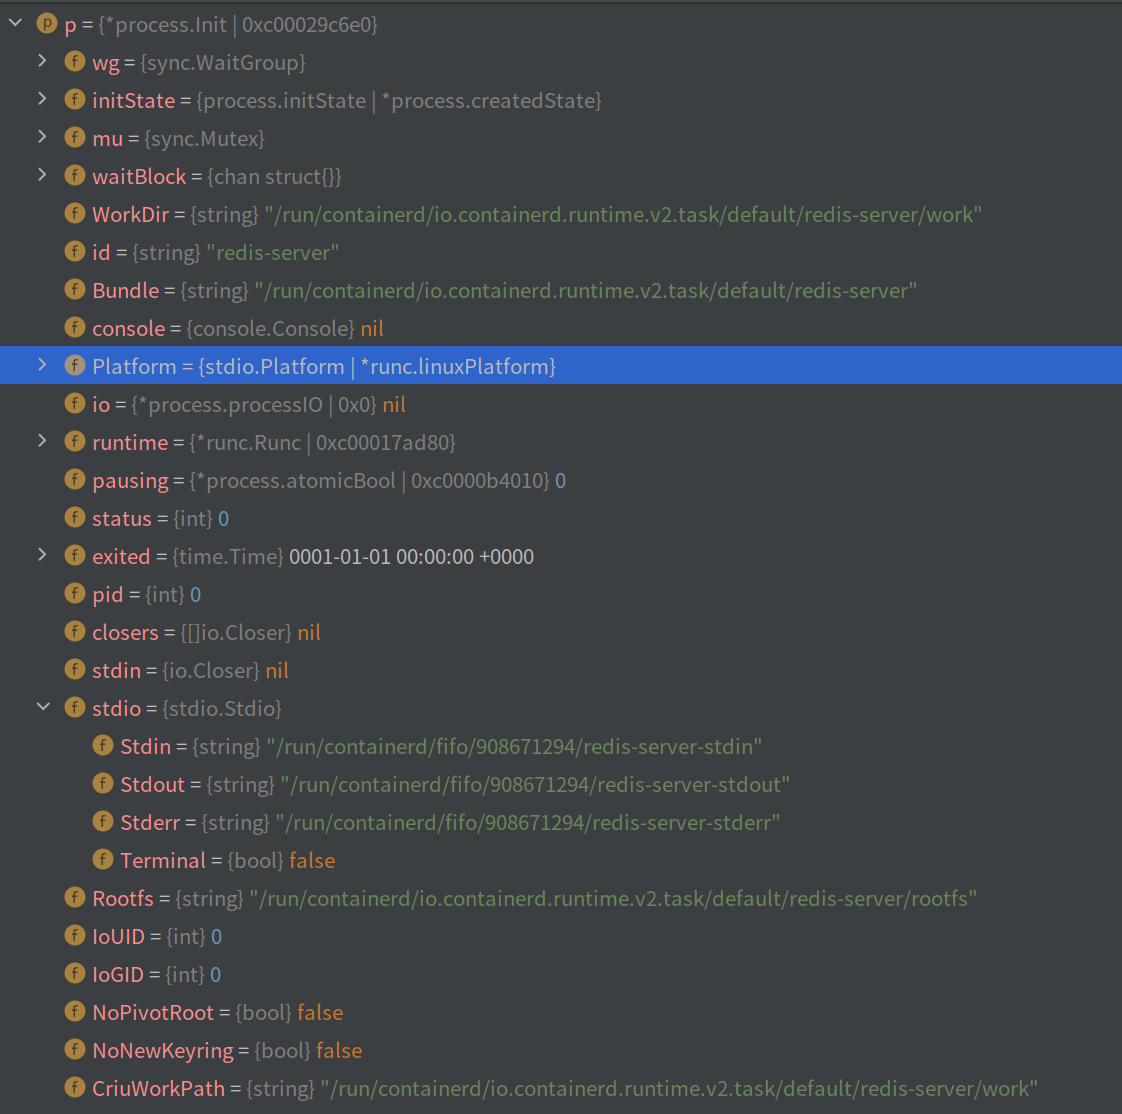 p p = {*process.Init | 0xc00029c6e0}
f wg = {sync.WaitGroup}
f initState = {process.initState | *process.createdState}
f mu = {sync.Mutex}
f waitBlock = {chan struct{}}
f WorkDir = {string} "/run/containerd/io.containerd.runtime.v2.task/default/redis-server/work"
f id = {string} "redis-server"
f Bundle = {string} "/run/containerd/io.containerd.runtime.v2.task/default/redis-server"
f console = {console.Console} nil
f Platform = {stdio.Platform | *runc.linuxPlatform}
f io = {*process.processIO | 0x0} nil
f runtime = {*runc.Runc | 0xc00017ad80}
f pausing = {*process.atomicBool | 0xc0000b4010} 0
f status = {int} 0
f exited = {time.Time} 0001-01-01 00:00:00 +0000
f pid = {int} 0
f closers = {[]io.Closer} nil
f stdin = {io.Closer} nil
f stdio = {stdio.Stdio}
f Stdin = {string} "/run/containerd/fifo/908671294/redis-server-stdin"
f Stdout = {string} "/run/containerd/fifo/908671294/redis-server-stdout"
f Stderr = {string} "/run/containerd/fifo/908671294/redis-server-stderr"
f Terminal = {bool} false
f Rootfs = {string} "/run/containerd/io.containerd.runtime.v2.task/default/redis-server/rootfs"
f IoUID = {int} 0
f IoGID = {int} 0
f NoPivotRoot = {bool} false
f NoNewKeyring = {bool} false
f CriuWorkPath = {string} "/run/containerd/io.containerd.runtime.v2.task/default/redis-server/work"